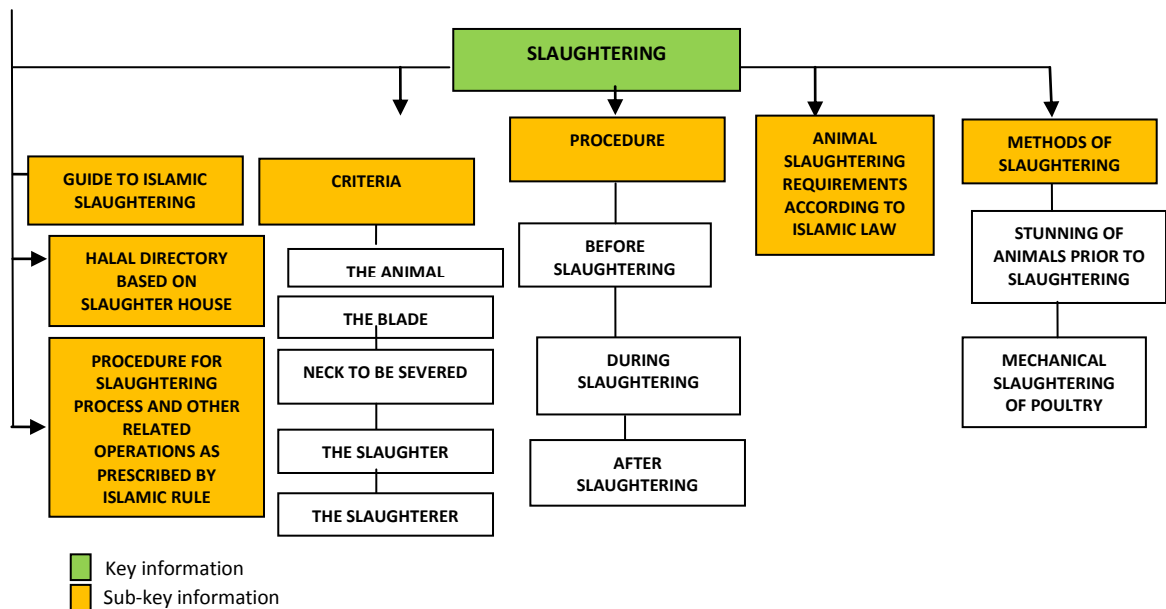 SLAUGHTERING
GUIDE TO ISLAMIC
SLAUGHTERING
HALAL DIRECTORY
BASED ON
SLAUGHTER HOUSE
PROCEDURE FOR
SLAUGHTERING
PROCESS AND OTHER
RELATED
OPERATIONS AS
PRESCRIBED BY
ISLAMIC RULE
CRITERIA
THE ANIMAL
THE BLADE
NECK TO BE SEVERED
THE SLAUGHTER
THE SLAUGHTERER
PROCEDURE
BEFORE
SLAUGHTERING
DURING
SLAUGHTERING
AFTER
SLAUGHTERING
ANIMAL
SLAUGHTERING
REQUIREMENTS
ACCORDING TO
ISLAMIC LAW
METHODS OF
SLAUGHTERING
STUNNING OF
ANIMALS PRIOR TO
SLAUGHTERING
MECHANICAL
SLAUGHTERING
OF POULTRY
Key information
Sub-key information